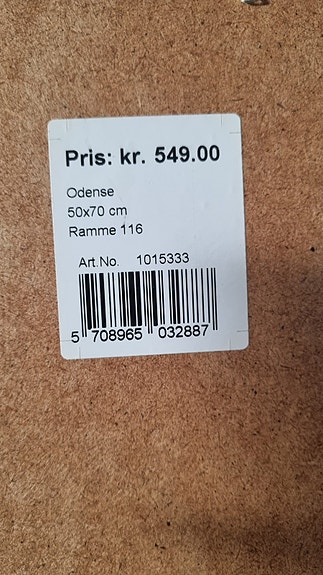 Pris: kr. 549.00
Odense
50x70 cm
Ramme 116
Art.No. 1015333
5 708965 032887